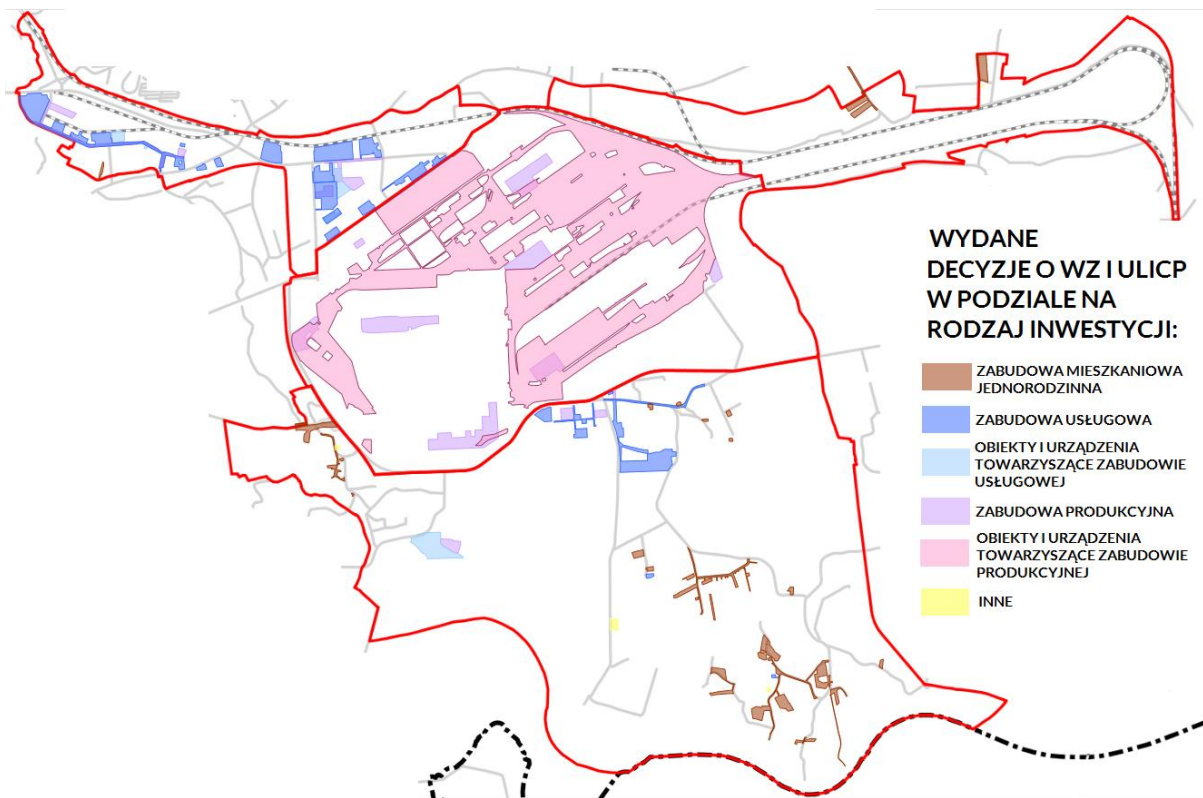 WYDANE
DECYZJE O WZ I ULICP
W PODZIALE NA
RODZAJ INWESTYCJI:
ZABUDOWA MIESZKANIOWA
JEDNORODZINNA
ZABUDOWA USŁUGOWA
OBIEKTY I URZĄDZENIA
TOWARZYSZĄCE ZABUDOWIE
USŁUGOWEJ
ZABUDOWA PRODUKCYJNA
OBIEKTY I URZĄDZENIA
TOWARZYSZĄCE ZABUDOWIE
PRODUKCYJNEJ
INNE